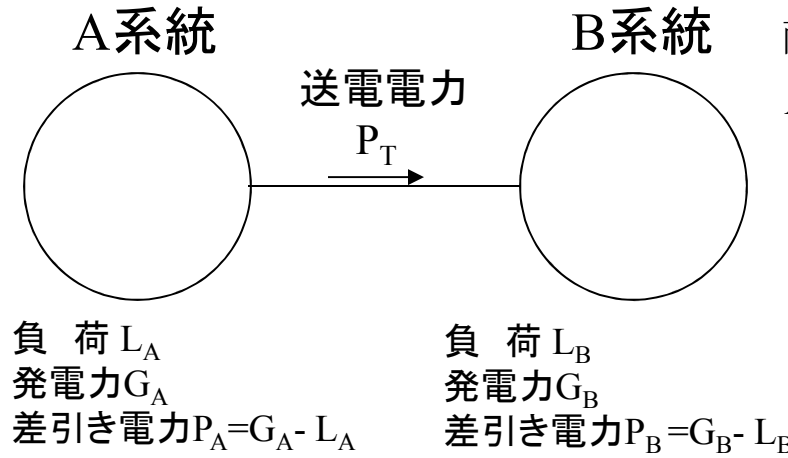 A系統
B系統
送電電力
P_T
負 荷 L_A
発電力G_A
差引き電力P_A=G_A- L_A
負 荷 L_B
発電力G_B
差引き電力P_B=G_B- L_B